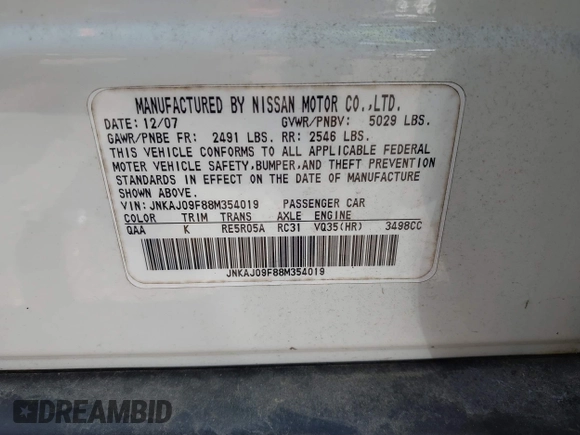 MANUFACTURED BY NISSAN MOTOR CO.,LTD.
DATE: 12/07 GVWR/PNBV: 5029 LBS.
GAWR/PNBE FR: 2491 LBS. RR: 2546 LBS.
THIS VEHICLE CONFORMS TO ALL APPLICABLE FEDERAL
MOTOR VEHICLE SAFETY,BUMPER,AND THEFT PREVENTION
STANDARDS IN EFFECT ON THE DATE OF MANUFACTURE
SHOWN ABOVE.
VIN: JNKAJ09F88M354019 PASSENGER CAR
COLOR TRIM TRANS AXLE ENGINE
QAA K RE5R05A RC31 VQ35(HR) 3498CC
JNKAJ09F88M354019
DREAMBID